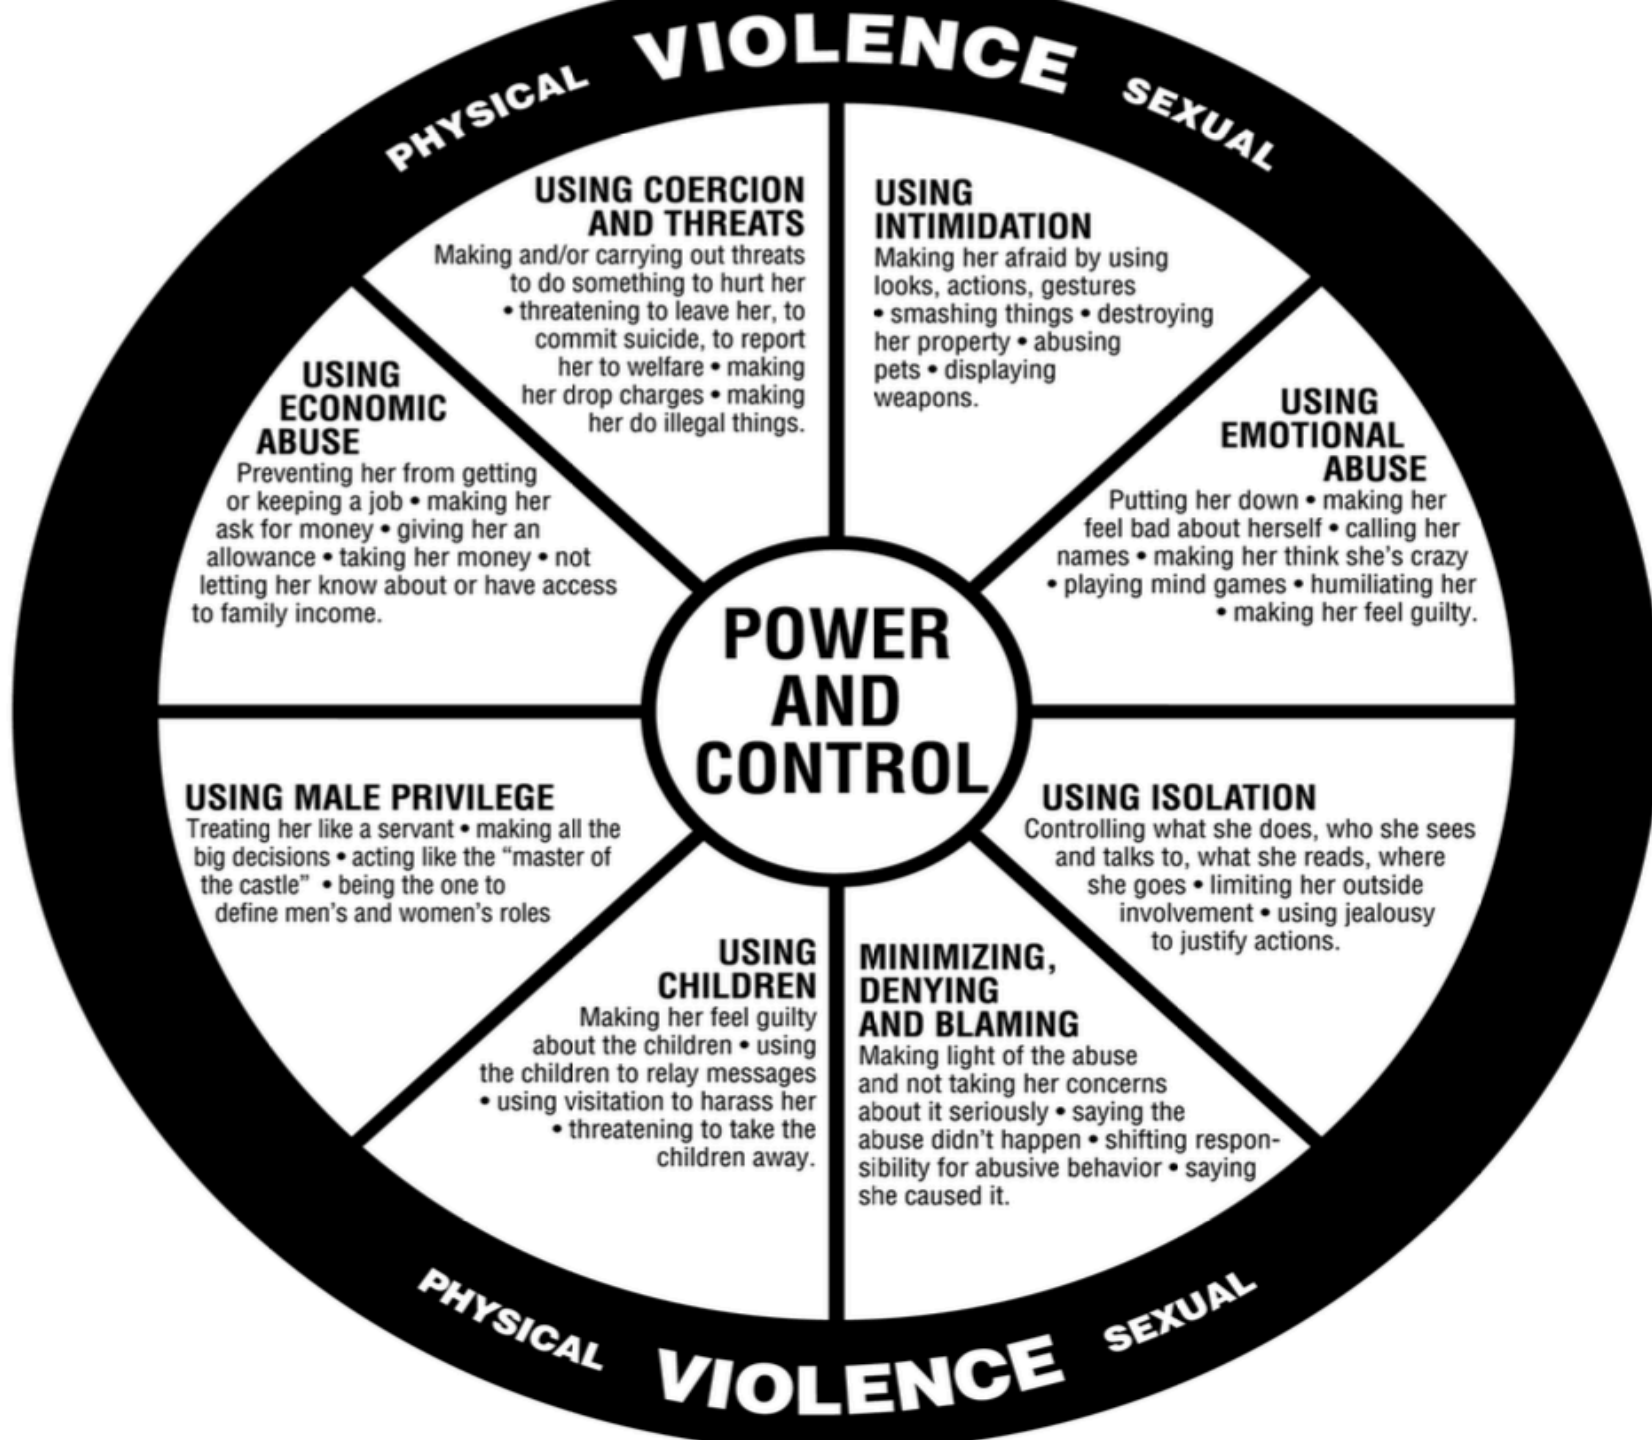 PHYSICAL VIOLENCE SEXUAL
USING COERCION
AND THREATS
Making and/or carrying out threats
to do something to hurt her
• threatening to leave her, to
commit suicide, to report
her to welfare • making
her drop charges • making
her do illegal things.
USING
INTIMIDATION
Making her afraid by using
looks, actions, gestures
• smashing things • destroying
her property • abusing
pets • displaying
weapons.
USING
ECONOMIC
ABUSE
Preventing her from getting
or keeping a job • making her
ask for money • giving her an
allowance • taking her money • not
letting her know about or have access
to family income.
USING
EMOTIONAL
ABUSE
Putting her down • making her
feel bad about herself • calling her
names • making her think she's crazy
• playing mind games • humiliating her
• making her feel guilty.
POWER
AND
CONTROL
USING MALE PRIVILEGE
Treating her like a servant • making all the
big decisions • acting like the “master of
the castle” • being the one to
define men's and women's roles
USING ISOLATION
Controlling what she does, who she sees
and talks to, what she reads, where
she goes • limiting her outside
involvement • using jealousy
to justify actions.
USING
CHILDREN
Making her feel guilty
about the children • using
the children to relay messages
• using visitation to harass her
• threatening to take the
children away.
MINIMIZING,
DENYING
AND BLAMING
Making light of the abuse
and not taking her concerns
about it seriously • saying the
abuse didn't happen • shifting respon-
sibility for abusive behavior • saying
she caused it.
PHYSICAL VIOLENCE SEXUAL